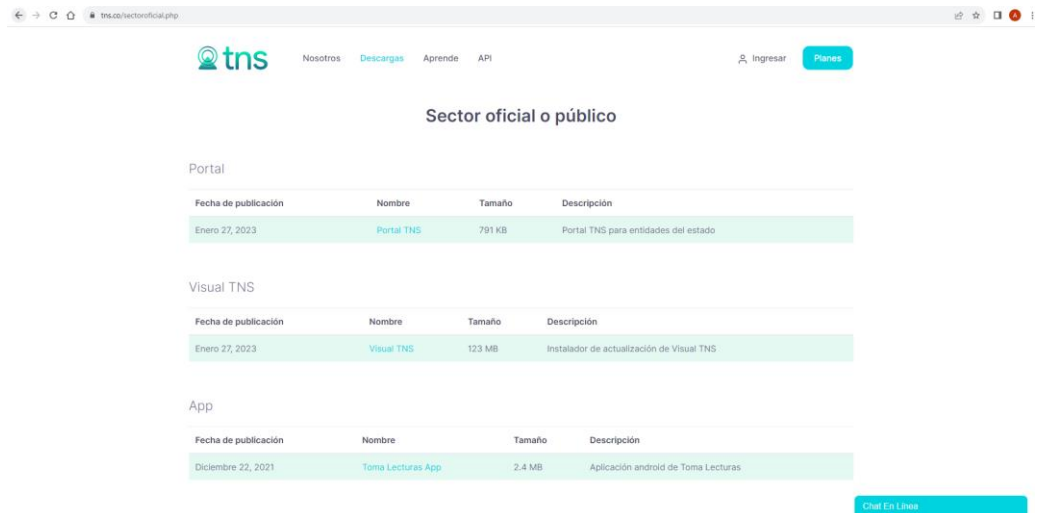 tns.co/sectoroficial.php
A
tns
Nosotros Descargas Aprende API Ingresar Planes
Sector oficial o público
Portal
Fecha de publicación Nombre Tamaño Descripción
Enero 27, 2023 Portal TNS 791 KB Portal TNS para entidades del estado
Visual TNS
Fecha de publicación Nombre Tamaño Descripción
Enero 27, 2023 Visual TNS 123 MB Instalador de actualización de Visual TNS
App
Fecha de publicación Nombre Tamaño Descripción
Diciembre 22, 2021 Toma Lecturas App 2.4 MB Aplicación android de Toma Lecturas
Chat En Línea